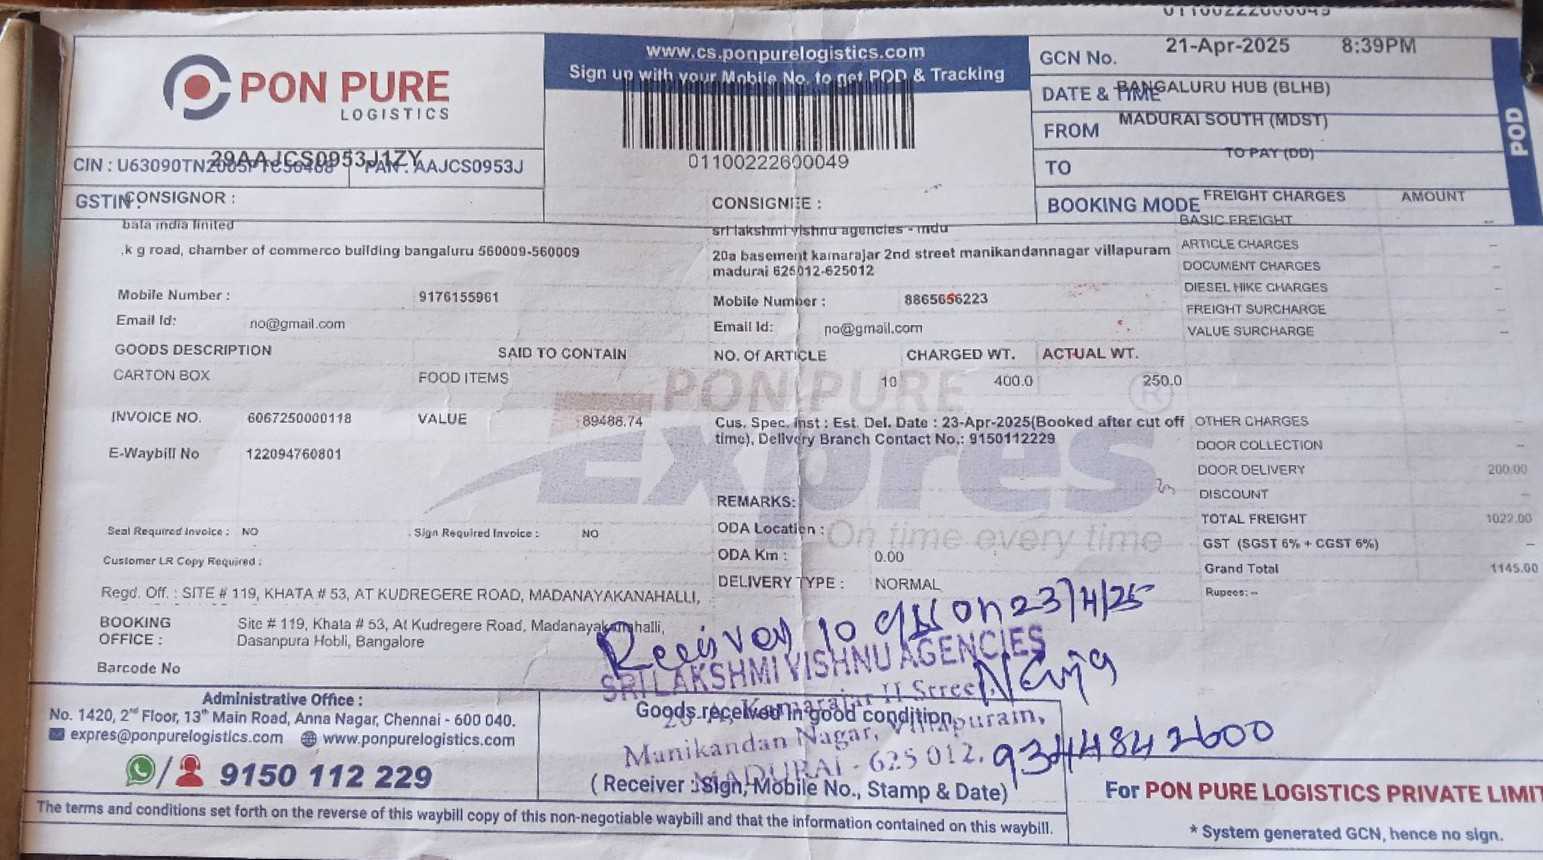 01100222600049
PON PURE
LOGISTICS
www.cs.ponpurelogistics.com
Sign up with your Mobile No. to get POD & Tracking
01100222600049
GCN No. 21-Apr-2025 8:39PM
DATE & TIME BANGALURU HUB (BLHB)
FROM MADURAI SOUTH (MDST)
TO TO PAY (DD)
BOOKING MODE
POD
CIN : PAN : AAJCS0953J
29AAJCS0953J1ZY
GSTIN :
CONSIGNOR :
bata india limited
.k g road, chamber of commerco building bangaluru 560009-560009
Mobile Number : 9176155961
Email Id: no@gmail.com
CONSIGNEE :
sri lakshmi vishnu agencies - mdu
20a basement kamarajar 2nd street manikandannagar villapuram
madurai 625012-625012
Mobile Number : 8865656223
Email Id: no@gmail.com
FREIGHT CHARGES AMOUNT
BASIC FREIGHT --
ARTICLE CHARGES --
DOCUMENT CHARGES --
DIESEL HIKE CHARGES --
FREIGHT SURCHARGE --
VALUE SURCHARGE --
GOODS DESCRIPTION SAID TO CONTAIN NO. Of ARTICLE CHARGED WT. ACTUAL WT.
CARTON BOX FOOD ITEMS 10 400.0 250.0
PON PURE ®
Expres
On time every time
INVOICE NO. 6067250000118 VALUE 89488.74
E-Waybill No 122094760801
Cus. Spec. Inst : Est. Del. Date : 23-Apr-2025(Booked after cut off
time), Delivery Branch Contact No.: 9150112229
OTHER CHARGES --
DOOR COLLECTION --
DOOR DELIVERY 200.00
DISCOUNT --
TOTAL FREIGHT 1022.00
GST (SGST 6% + CGST 6%) --
Grand Total 1145.00
Rupees: --
REMARKS:
ODA Location :
ODA Km : 0.00
DELIVERY TYPE : NORMAL
Seal Required Invoice : NO Sign Required Invoice : NO
Customer LR Copy Required :
Regd. Off. : SITE # 119, KHATA # 53, AT KUDREGERE ROAD, MADANAYAKANAHALLI,
BOOKING OFFICE : Site # 119, Khata # 53, At Kudregere Road, Madanayakanahalli,
Dasanpura Hobli, Bangalore
Barcode No
10 on 23/4/25
SRI LAKSHMI VISHNU AGENCIES
Kamarajar II Street,
Manikandan Nagar, Villapuram,
MADURAI - 625 012.
9344842600
Goods received in good condition
( Receiver : Sign, Mobile No., Stamp & Date)
Administrative Office :
No. 1420, 2nd Floor, 13th Main Road, Anna Nagar, Chennai - 600 040.
expres@ponpurelogistics.com www.ponpurelogistics.com
9150 112 229
The terms and conditions set forth on the reverse of this waybill copy of this non-negotiable waybill and that the information contained on this waybill.
For PON PURE LOGISTICS PRIVATE LIMIT
* System generated GCN, hence no sign.